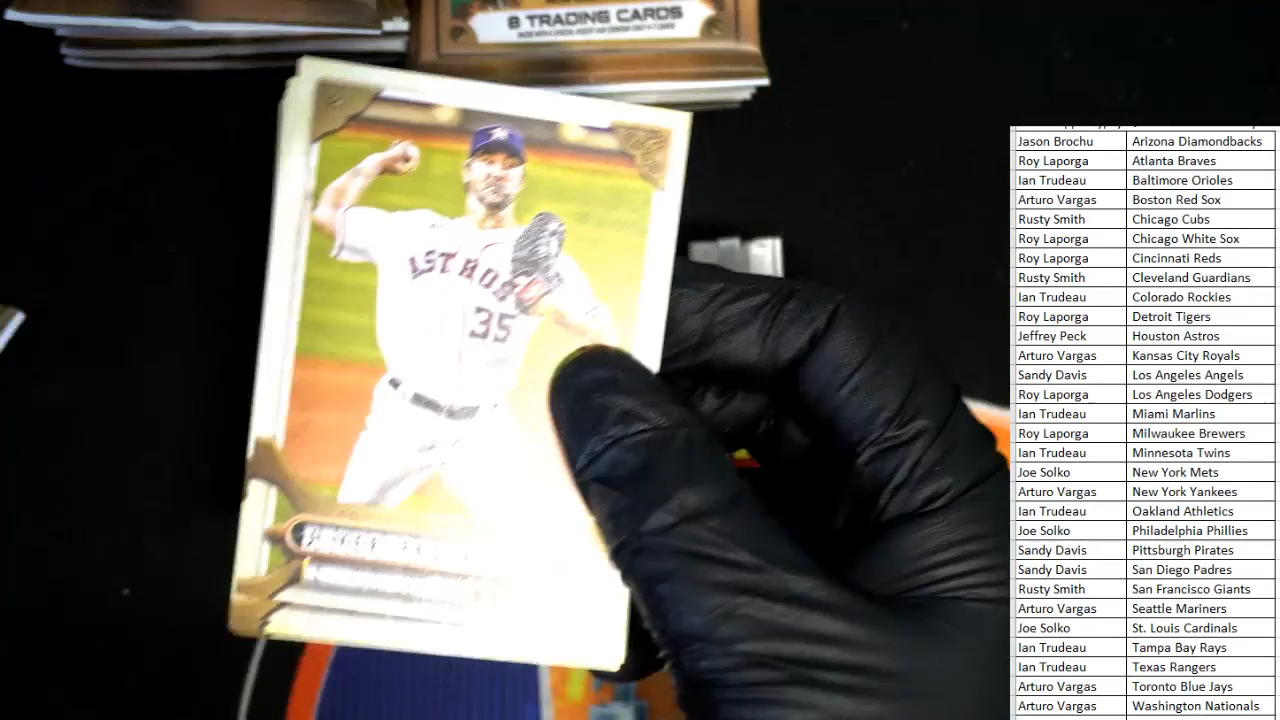 8 TRADING CARDS
ASTROS
35
Jason Brochu Arizona Diamondbacks
Roy Laporga Atlanta Braves
Ian Trudeau Baltimore Orioles
Arturo Vargas Boston Red Sox
Rusty Smith Chicago Cubs
Roy Laporga Chicago White Sox
Roy Laporga Cincinnati Reds
Rusty Smith Cleveland Guardians
Ian Trudeau Colorado Rockies
Roy Laporga Detroit Tigers
Jeffrey Peck Houston Astros
Arturo Vargas Kansas City Royals
Sandy Davis Los Angeles Angels
Roy Laporga Los Angeles Dodgers
Ian Trudeau Miami Marlins
Roy Laporga Milwaukee Brewers
Ian Trudeau Minnesota Twins
Joe Solko New York Mets
Arturo Vargas New York Yankees
Ian Trudeau Oakland Athletics
Joe Solko Philadelphia Phillies
Sandy Davis Pittsburgh Pirates
Sandy Davis San Diego Padres
Rusty Smith San Francisco Giants
Arturo Vargas Seattle Mariners
Joe Solko St. Louis Cardinals
Ian Trudeau Tampa Bay Rays
Ian Trudeau Texas Rangers
Arturo Vargas Toronto Blue Jays
Arturo Vargas Washington Nationals